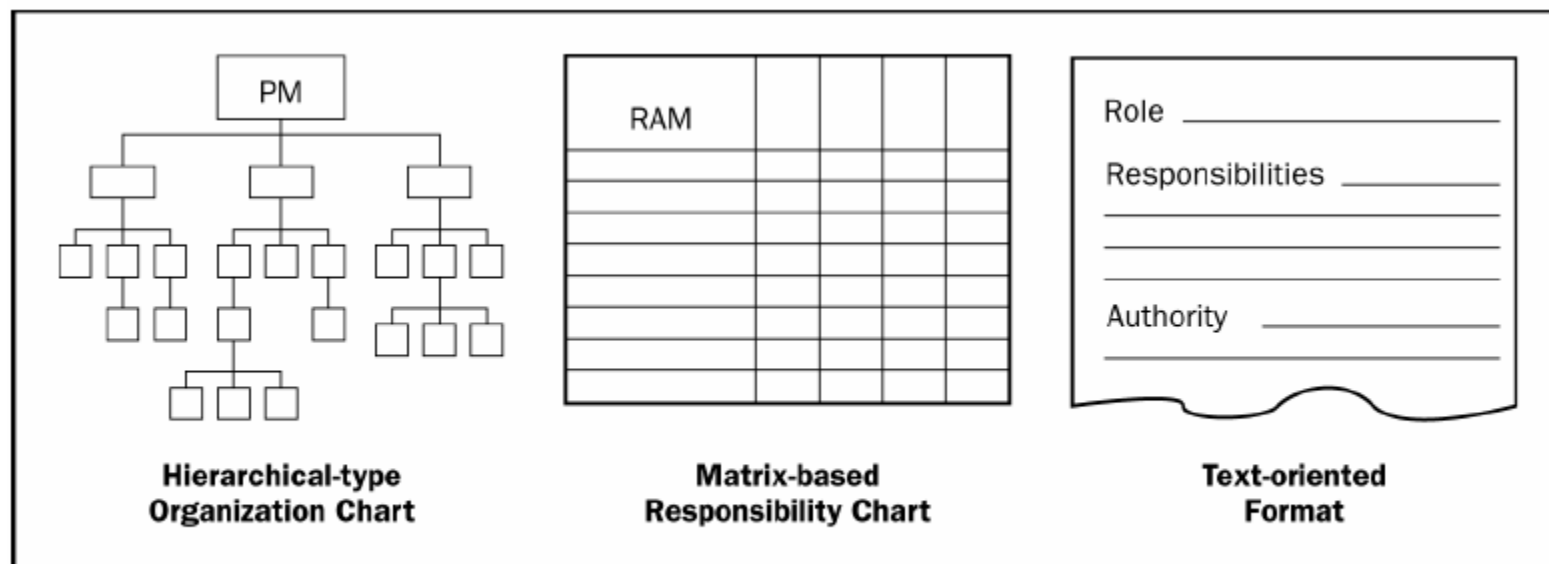 PM
Hierarchical-type
Organization Chart
RAM
Matrix-based
Responsibility Chart
Role
Responsibilities
Authority
Text-oriented
Format